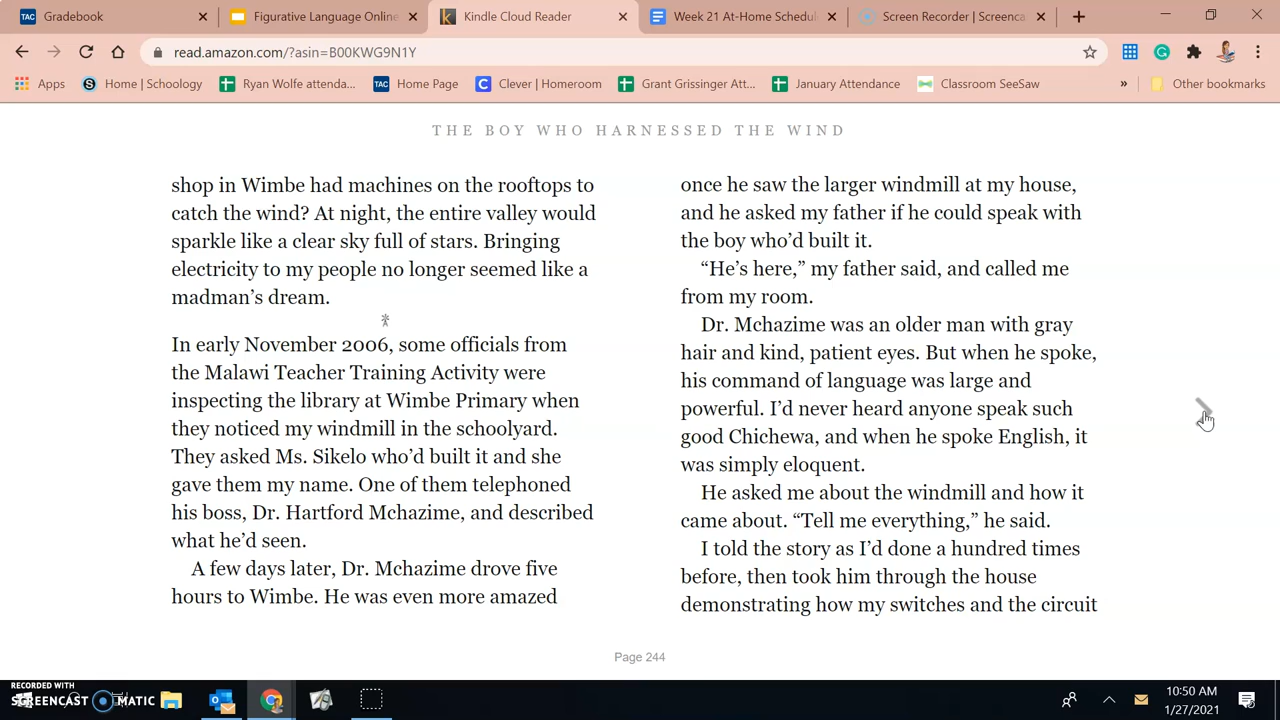 Gradebook
Figurative Language Online
Kindle Cloud Reader
Week 21 At-Home Schedul
Screen Recorder | Screenca
read.amazon.com/?asin=B00KWG9N1Y
Apps
Home | Schoology
Ryan Wolfe attenda...
Home Page
Clever | Homeroom
Grant Grissinger Att...
January Attendance
Classroom SeeSaw
»
Other bookmarks
THE BOY WHO HARNESSED THE WIND
shop in Wimbe had machines on the rooftops to
catch the wind? At night, the entire valley would
sparkle like a clear sky full of stars. Bringing
electricity to my people no longer seemed like a
madman’s dream.
In early November 2006, some officials from
the Malawi Teacher Training Activity were
inspecting the library at Wimbe Primary when
they noticed my windmill in the schoolyard.
They asked Ms. Sikelo who’d built it and she
gave them my name. One of them telephoned
his boss, Dr. Hartford Mchazime, and described
what he’d seen.
A few days later, Dr. Mchazime drove five
hours to Wimbe. He was even more amazed
once he saw the larger windmill at my house,
and he asked my father if he could speak with
the boy who’d built it.
“He’s here,” my father said, and called me
from my room.
Dr. Mchazime was an older man with gray
hair and kind, patient eyes. But when he spoke,
his command of language was large and
powerful. I’d never heard anyone speak such
good Chichewa, and when he spoke English, it
was simply eloquent.
He asked me about the windmill and how it
came about. “Tell me everything,” he said.
I told the story as I’d done a hundred times
before, then took him through the house
demonstrating how my switches and the circuit
Page 244
RECORDED WITH
SCREENCAST MATIC
10:50 AM
1/27/2021